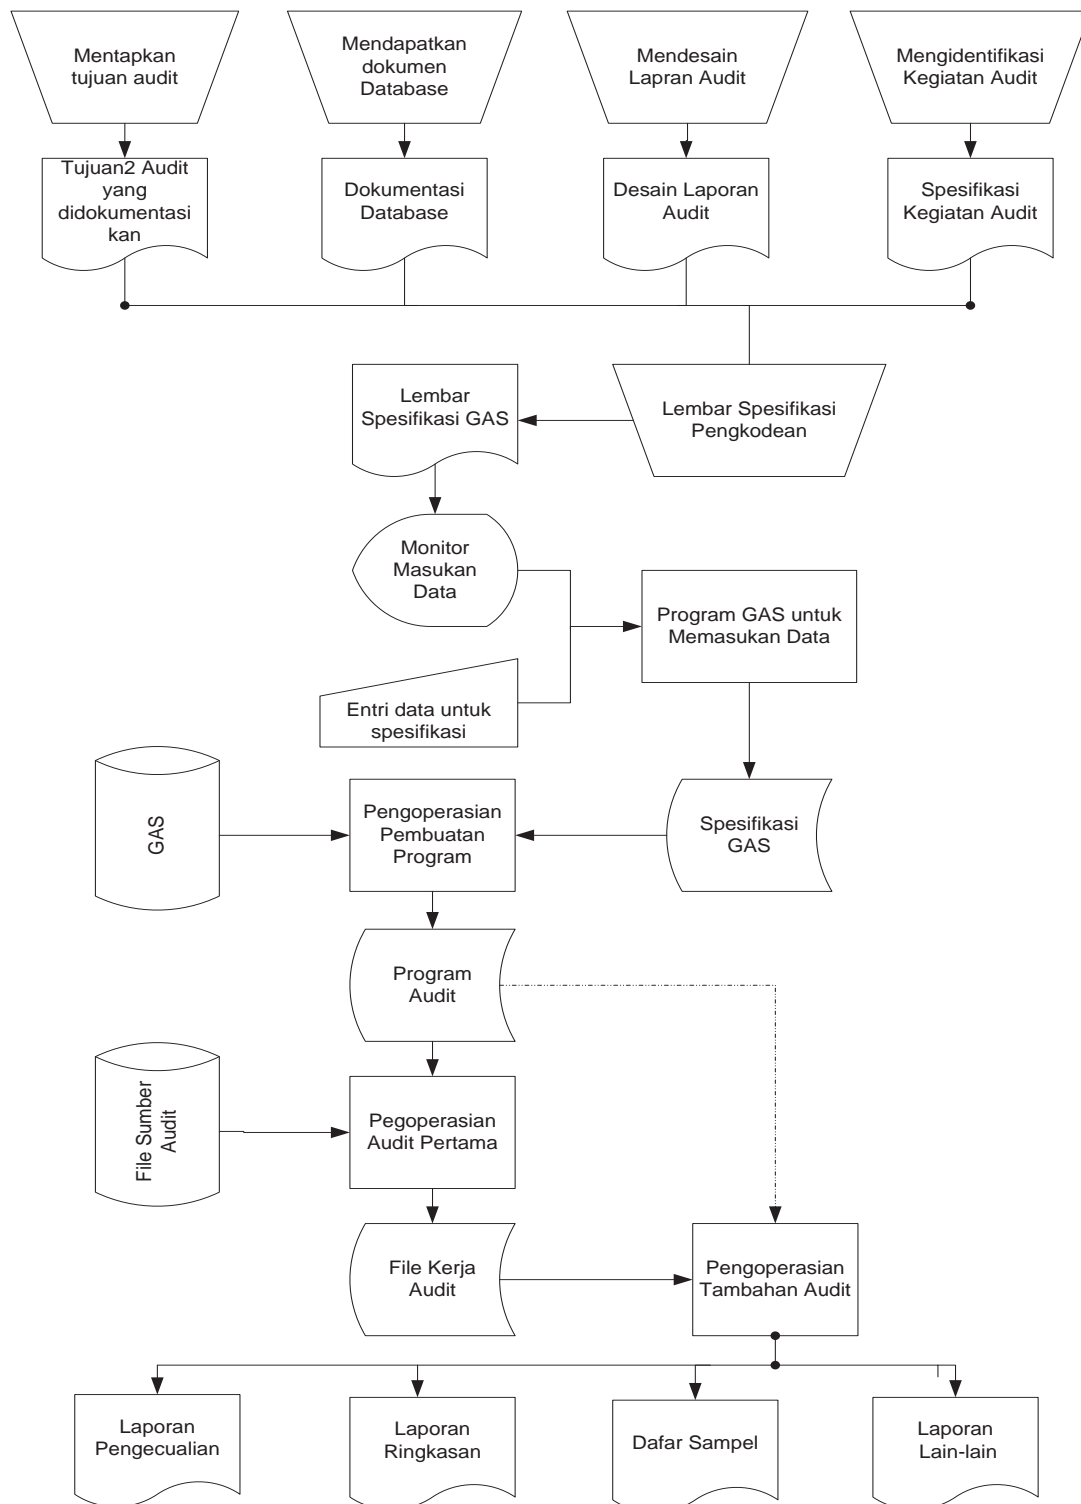 Mentapkan
tujuan audit
Mendapatkan
dokumen
Database
Mendesain
Lapran Audit
Mengidentifikasi
Kegiatan Audit
Tujuan2 Audit
yang
didokumentasi
kan
Dokumentasi
Database
Desain Laporan
Audit
Spesifikasi
Kegiatan Audit
Lembar
Spesifikasi GAS
Lembar Spesifikasi
Pengkodean
Monitor
Masukan
Data
Program GAS untuk
Memasukan Data
Entri data untuk
spesifikasi
GAS
Pengoperasian
Pembuatan
Program
Spesifikasi
GAS
Program
Audit
File Sumber
Audit
Pegoperasian
Audit Pertama
File Kerja
Audit
Pengoperasian
Tambahan Audit
Laporan
Pengecualian
Laporan
Ringkasan
Dafar Sampel
Laporan
Lain-lain